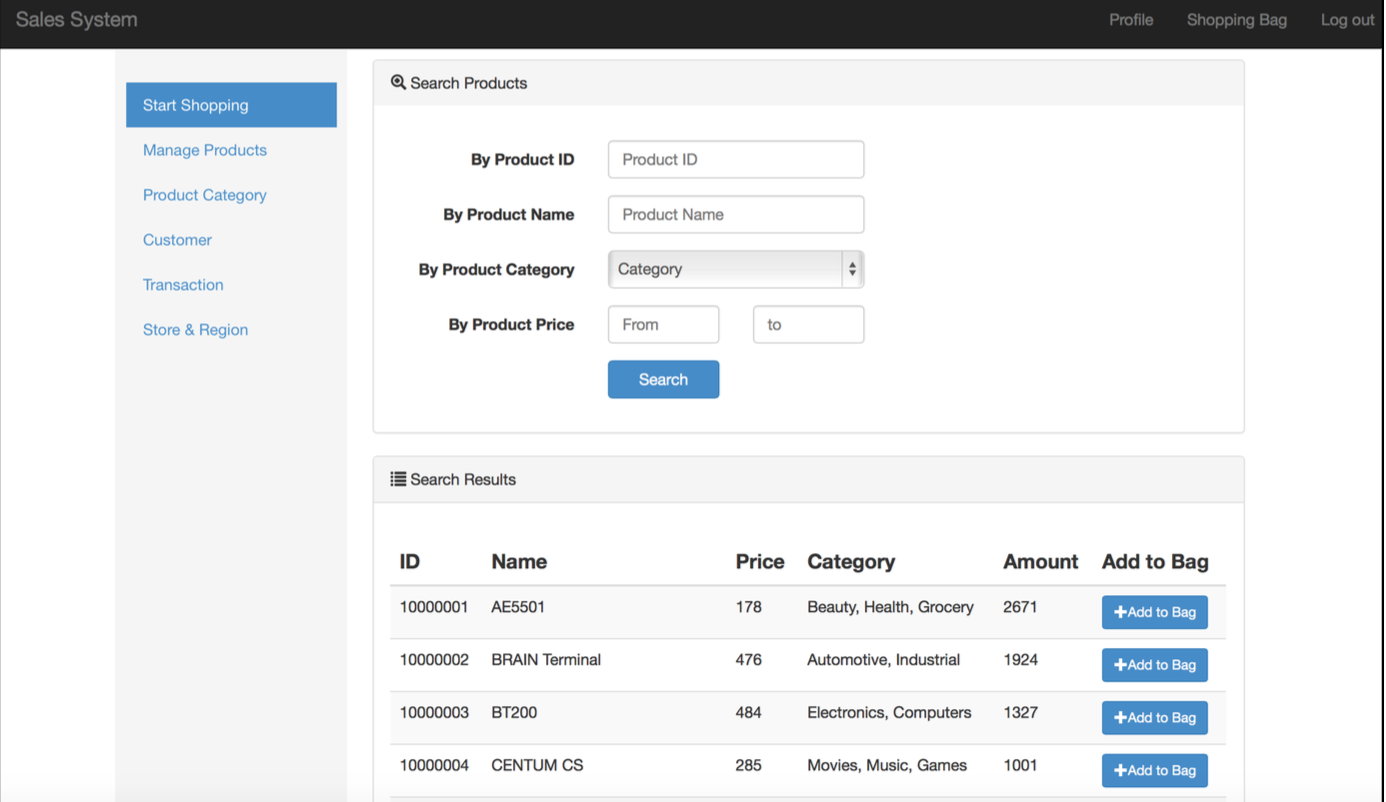 Sales System Profile Shopping Bag Log out
Start Shopping
Manage Products
Product Category
Customer
Transaction
Store & Region
Search Products
By Product ID Product ID
By Product Name Product Name
By Product Category Category
By Product Price From to
Search
Search Results
ID Name Price Category Amount Add to Bag
10000001 AE5501 178 Beauty, Health, Grocery 2671 Add to Bag
10000002 BRAIN Terminal 476 Automotive, Industrial 1924 Add to Bag
10000003 BT200 484 Electronics, Computers 1327 Add to Bag
10000004 CENTUM CS 285 Movies, Music, Games 1001 Add to Bag